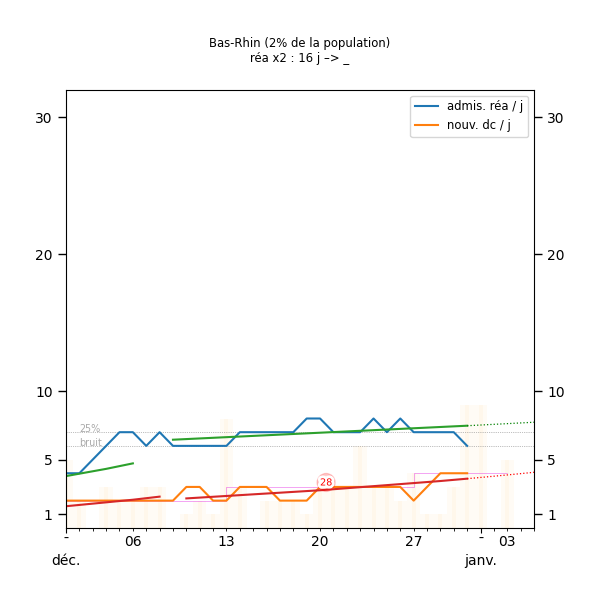 Bas-Rhin (2% de la population)
réa x2 : 16 j –> _
admis. réa / j
nouv. dc / j
30
30
20
20
10
10
25%
bruit
5
5
28
1
1
-
06
13
20
27
-
03
déc.
janv.